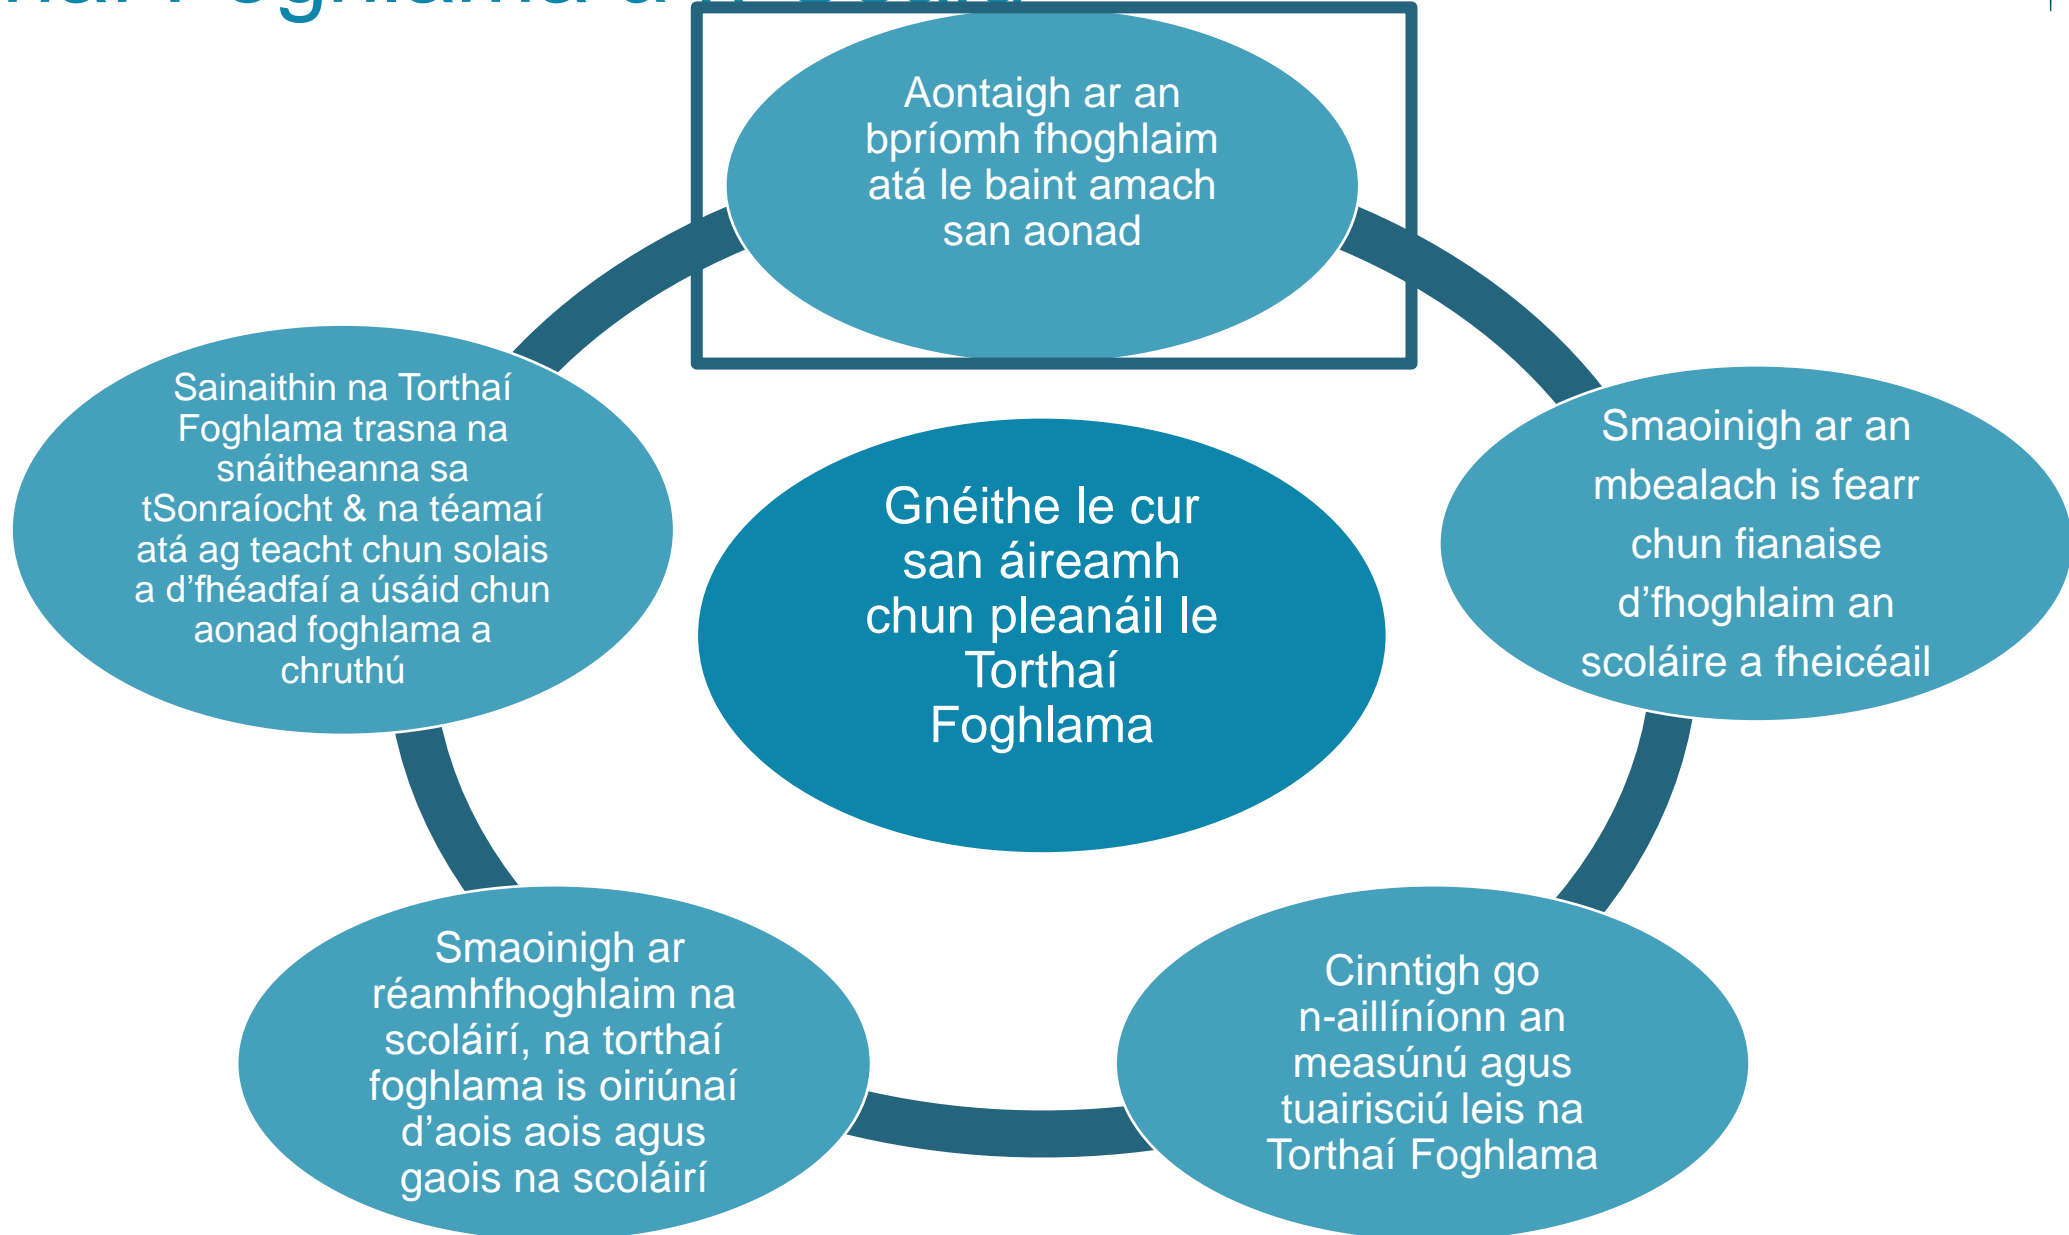 Aontaigh ar an
bpríomh fhoghlaim
atá le baint amach
san aonad
Smaoinigh ar an
mbealach is fearr
chun fianaise
d’fhoghlaim an
scoláire a fheicéail
Cinntigh go
n-aillíníonn an
measúnú agus
tuairisciú leis na
Torthaí Foghlama
Smaoinigh ar
réamhfhoghlaim na
scoláirí, na torthaí
foghlama is oiriúnaí
d’aois aois agus
gaois na scoláirí
Sainaithin na Torthaí
Foghlama trasna na
snáitheanna sa
tSonraíocht & na téamaí
atá ag teacht chun solais
a d’fhéadfaí a úsáid chun
aonad foghlama a
chruthú
Gnéithe le cur
san áireamh
chun pleanáil le
Torthaí
Foghlama